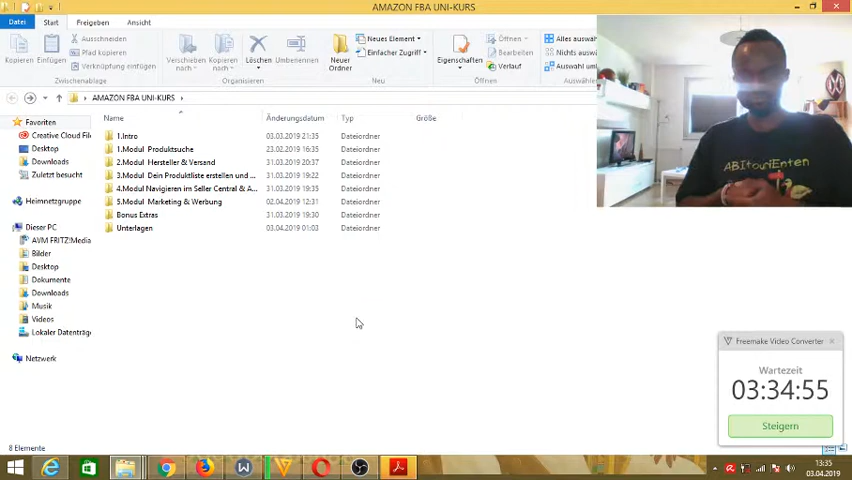 AMAZON FBA UNI-KURS
Datei
Start
Freigeben
Ansicht
Kopieren
Einfügen
Ausschneiden
Pfad kopieren
Verknüpfung einfügen
Zwischenablage
Verschieben nach
Kopieren nach
Löschen
Umbenennen
Organisieren
Neuer Ordner
Neues Element
Einfacher Zugriff
Neu
Eigenschaften
Öffnen
Bearbeiten
Verlauf
Öffnen
Alles auswäh
Nichts auswä
Auswahl um
AMAZON FBA UNI-KURS
Name
Änderungsdatum
Typ
Größe
1.Intro 03.03.2019 21:35 Dateiordner
1.Modul Produktsuche 23.02.2019 16:35 Dateiordner
2.Modul Hersteller & Versand 31.03.2019 20:37 Dateiordner
3.Modul Dein Produktliste erstellen und ... 31.03.2019 19:22 Dateiordner
4.Modul Navigieren im Seller Central & A... 31.03.2019 19:35 Dateiordner
5.Modul Marketing & Werbung 02.04.2019 12:31 Dateiordner
Bonus Extras 31.03.2019 19:30 Dateiordner
Unterlagen 03.04.2019 01:03 Dateiordner
Favoriten
Creative Cloud File
Desktop
Downloads
Zuletzt besucht
Heimnetzgruppe
Dieser PC
AVM FRITZ!Media
Bilder
Desktop
Dokumente
Downloads
Musik
Videos
Lokaler Datenträg
Netzwerk
8 Elemente
ABItouriEnten
Freemake Video Converter
Wartezeit
03:34:55
Steigern
13:35
03.04.2019